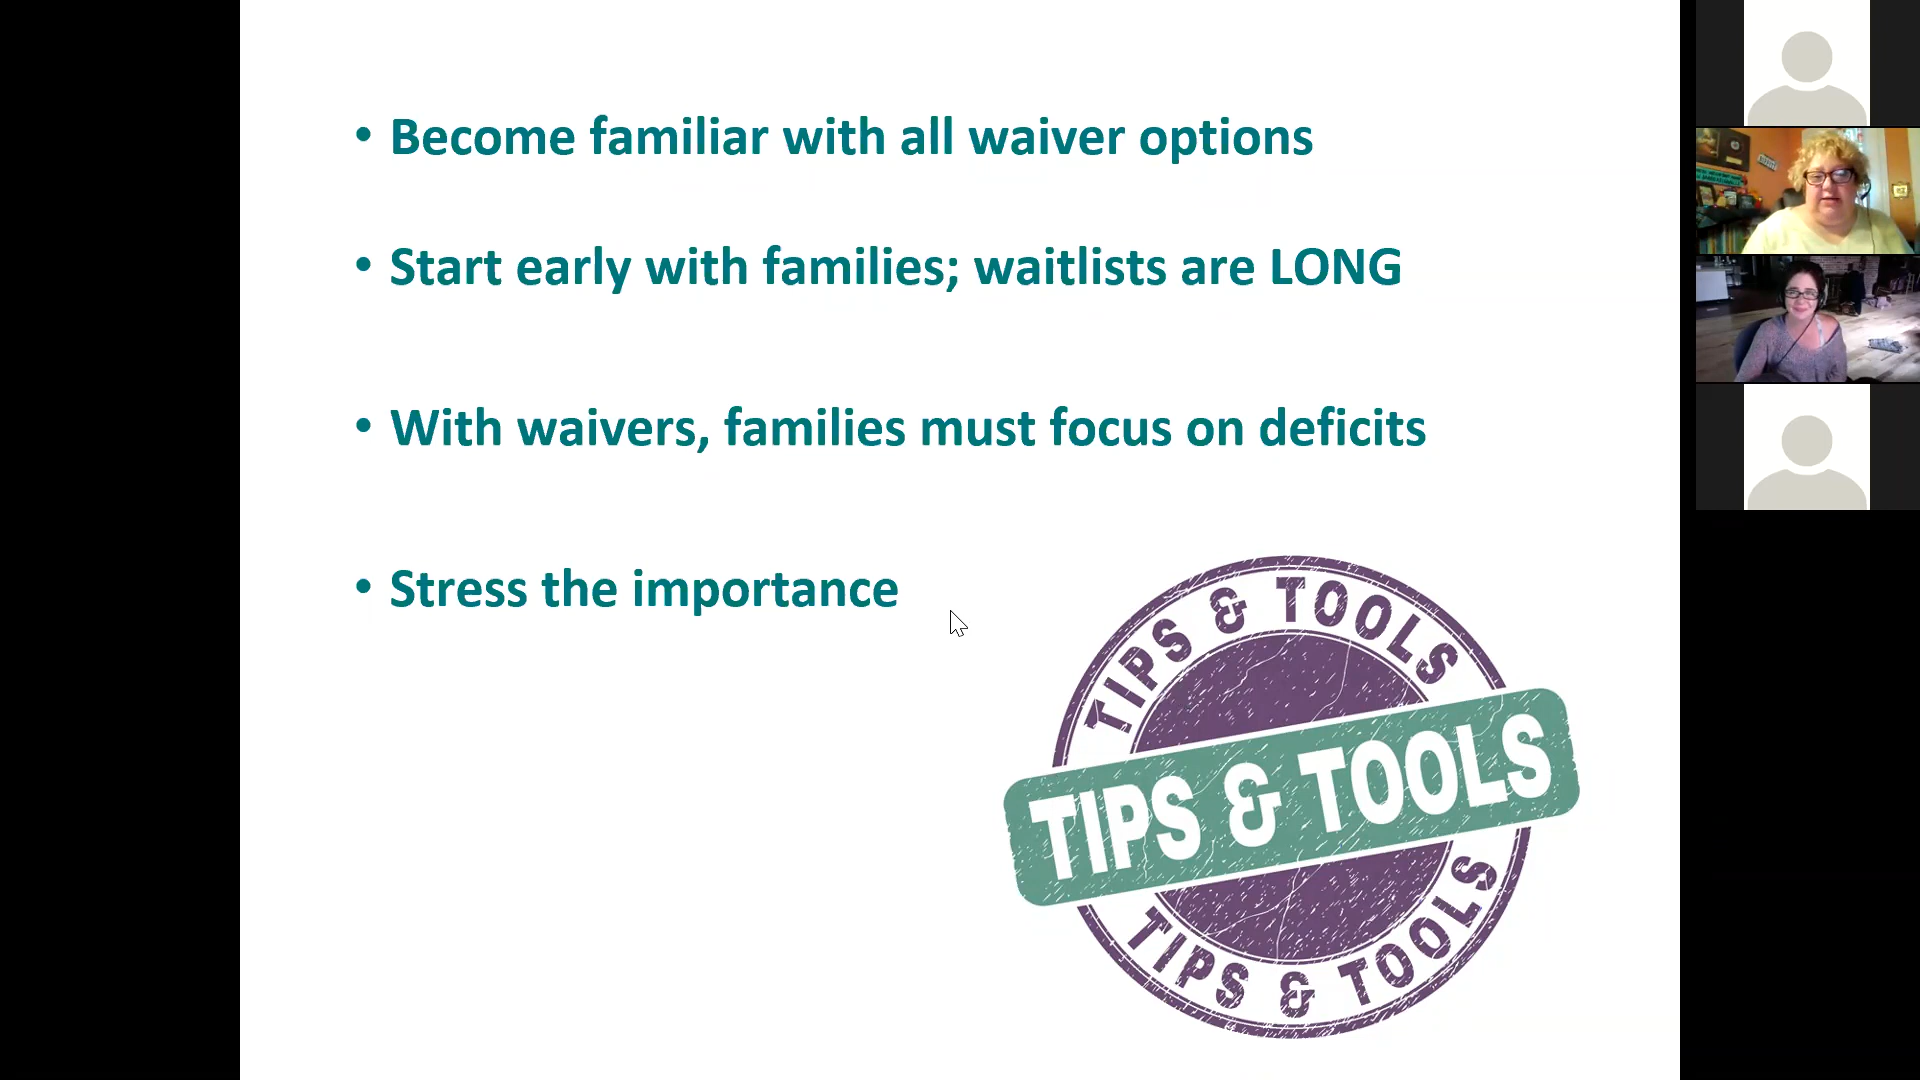 • Become familiar with all waiver options
• Start early with families; waitlists are LONG
• With waivers, families must focus on deficits
• Stress the importance
TIPS & TOOLS
TIPS & TOOLS
TIPS & TOOLS